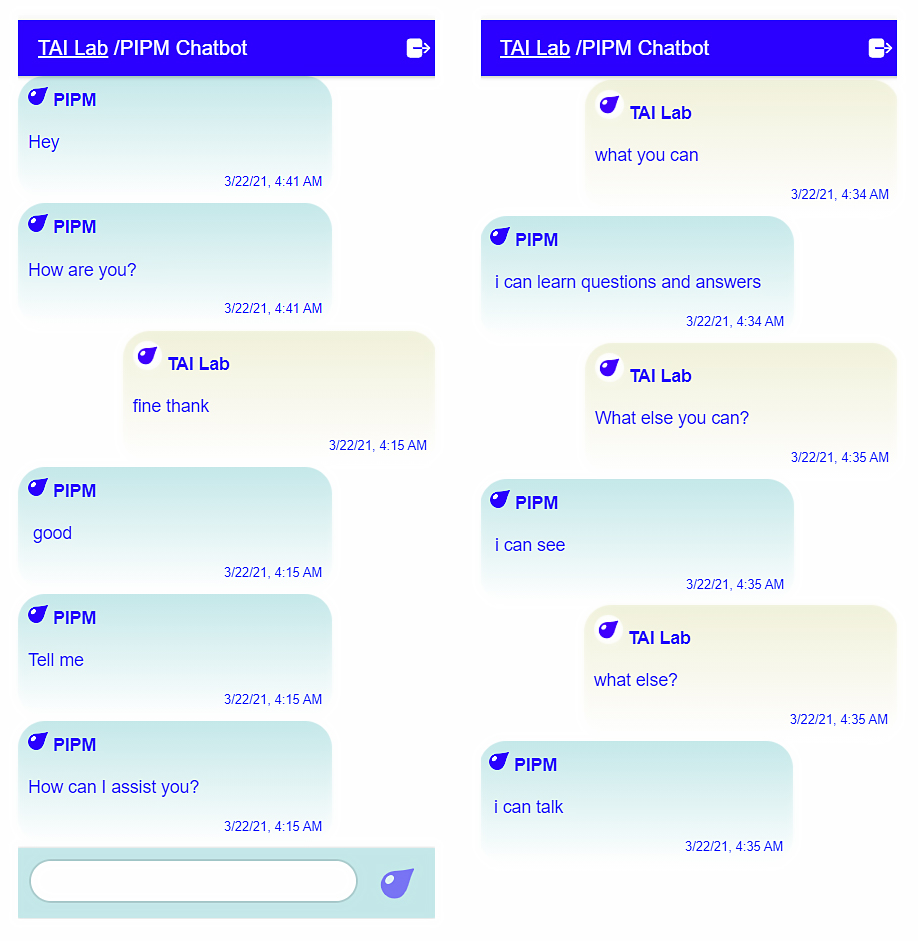 TAI Lab /PIPM Chatbot
PIPM
Hey
3/22/21, 4:41 AM
PIPM
How are you?
3/22/21, 4:41 AM
TAI Lab
fine thank
3/22/21, 4:15 AM
PIPM
good
3/22/21, 4:15 AM
PIPM
Tell me
3/22/21, 4:15 AM
PIPM
How can I assist you?
3/22/21, 4:15 AM
TAI Lab /PIPM Chatbot
TAI Lab
what you can
3/22/21, 4:34 AM
PIPM
i can learn questions and answers
3/22/21, 4:34 AM
TAI Lab
What else you can?
3/22/21, 4:35 AM
PIPM
i can see
3/22/21, 4:35 AM
TAI Lab
what else?
3/22/21, 4:35 AM
PIPM
i can talk
3/22/21, 4:35 AM